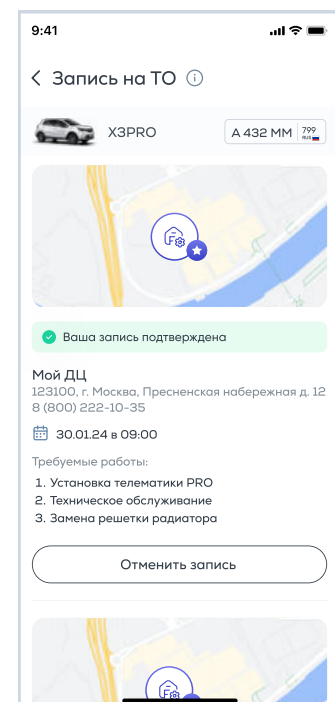 9:41
Запись на ТО
X3PRO
А 432 ММ 799
RUS
Ваша запись подтверждена
Мой ДЦ
123100, г. Москва, Пресненская набережная д. 12
8 (800) 222-10-35
30.01.24 в 09:00
Требуемые работы:
1. Установка телематики PRO
2. Техническое обслуживание
3. Замена решетки радиатора
Отменить запись